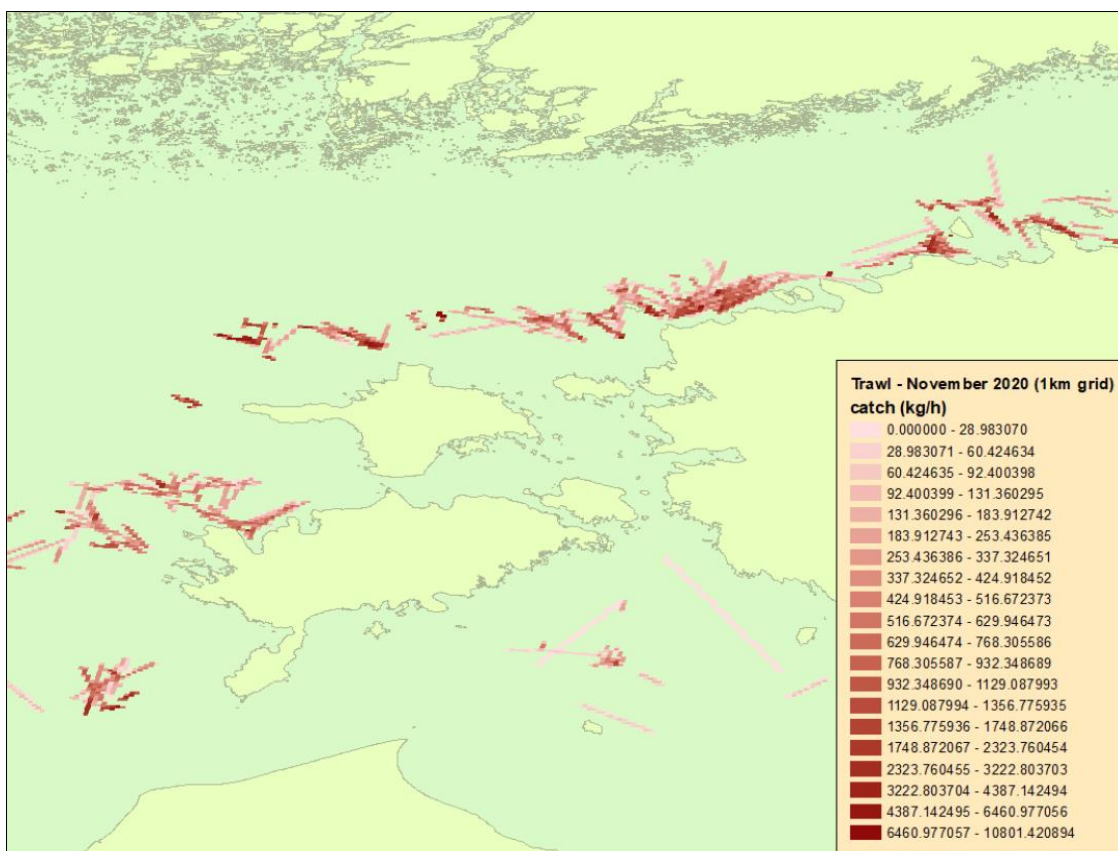 Trawl - November 2020 (1km grid)
catch (kg/h)
0.000000 - 28.983070
28.983071 - 60.424634
60.424635 - 92.400398
92.400399 - 131.360295
131.360296 - 183.912742
183.912743 - 253.436385
253.436386 - 337.324651
337.324652 - 424.918452
424.918453 - 516.672373
516.672374 - 629.946473
629.946474 - 768.305586
768.305587 - 932.348689
932.348690 - 1129.087993
1129.087994 - 1356.775935
1356.775936 - 1748.872066
1748.872067 - 2323.760454
2323.760455 - 3222.803703
3222.803704 - 4387.142494
4387.142495 - 6460.977056
6460.977057 - 10801.420894